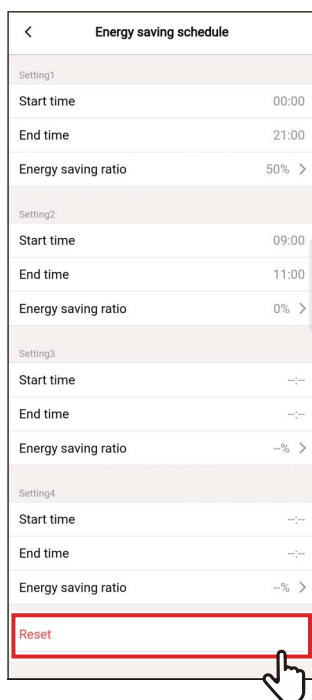 Energy saving schedule
Setting1
Start time 00:00
End time 21:00
Energy saving ratio 50% >
Setting2
Start time 09:00
End time 11:00
Energy saving ratio 0% >
Setting3
Start time --:--
End time --:--
Energy saving ratio --% >
Setting4
Start time --:--
End time --:--
Energy saving ratio --% >
Reset